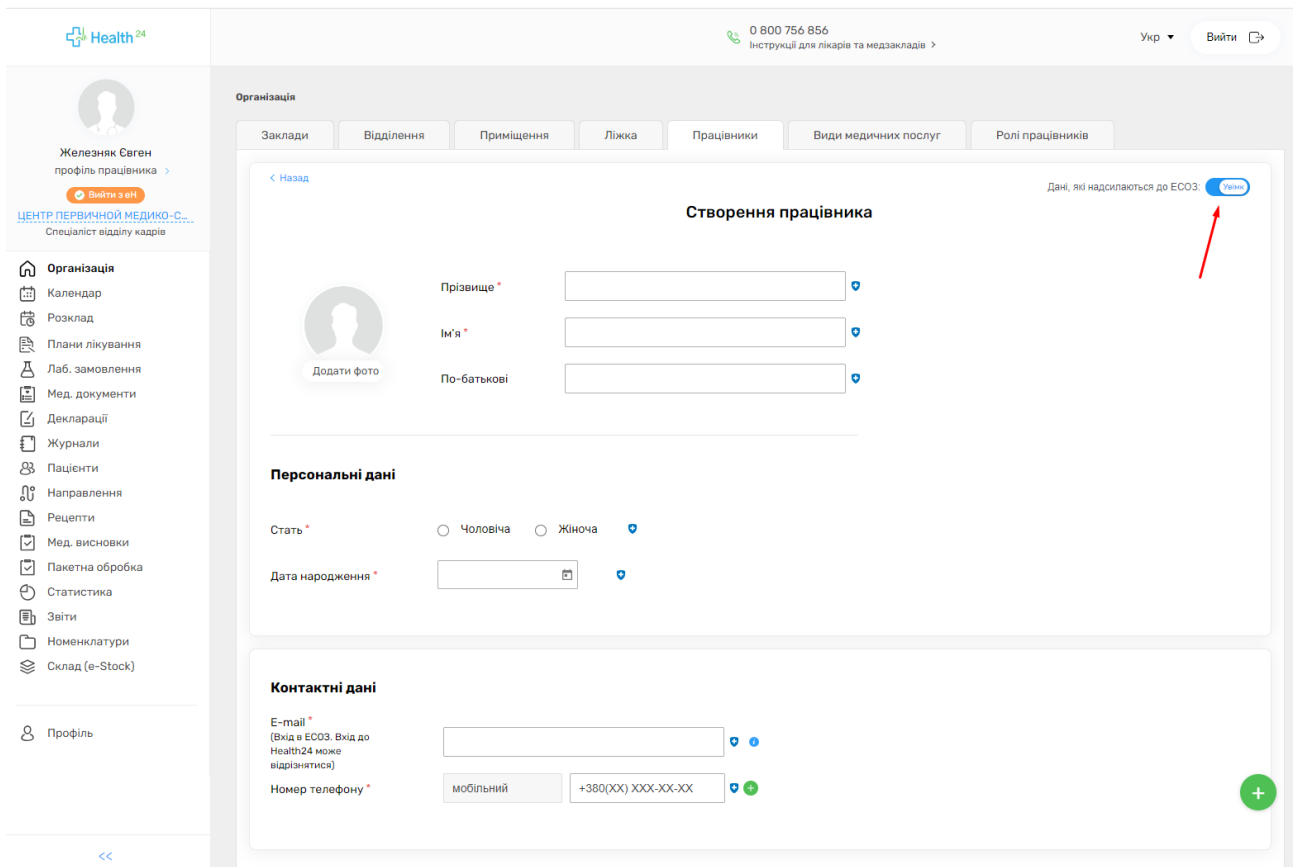 Health 24
0 800 756 856
Інструкції для лікарів та медзакладів >
Укр
Вийти
Железняк Євген
профіль працівника >
Вийти з еН
ЦЕНТР ПЕРВИЧНОЙ МЕДИКО-С...
Спеціаліст відділу кадрів
Організація
Календар
Розклад
Плани лікування
Лаб. замовлення
Мед. документи
Декларації
Журнали
Пацієнти
Направлення
Рецепти
Мед. висновки
Пакетна обробка
Статистика
Звіти
Номенклатури
Склад (e-Stock)
Профіль
<<
Організація
Заклади Відділення Приміщення Ліжка Працівники Види медичних послуг Ролі працівників
< Назад
Дані, які надсилаються до ЕСОЗ: Увімк
Створення працівника
Додати фото
Прізвище *
Ім'я *
По-батькові
Персональні дані
Стать * Чоловіча Жіноча
Дата народження *
Контактні дані
E-mail *
(Вхід в ЕСОЗ. Вхід до
Health24 може
відрізнятися)
Номер телефону * мобільний +380(XX) XXX-XX-XX